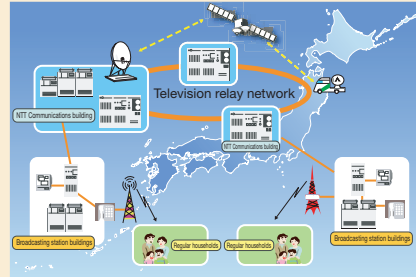 Television relay network
NTT Communications building
NTT Communications building
Broadcasting station buildings
Regular households
Regular households
Broadcasting station buildings